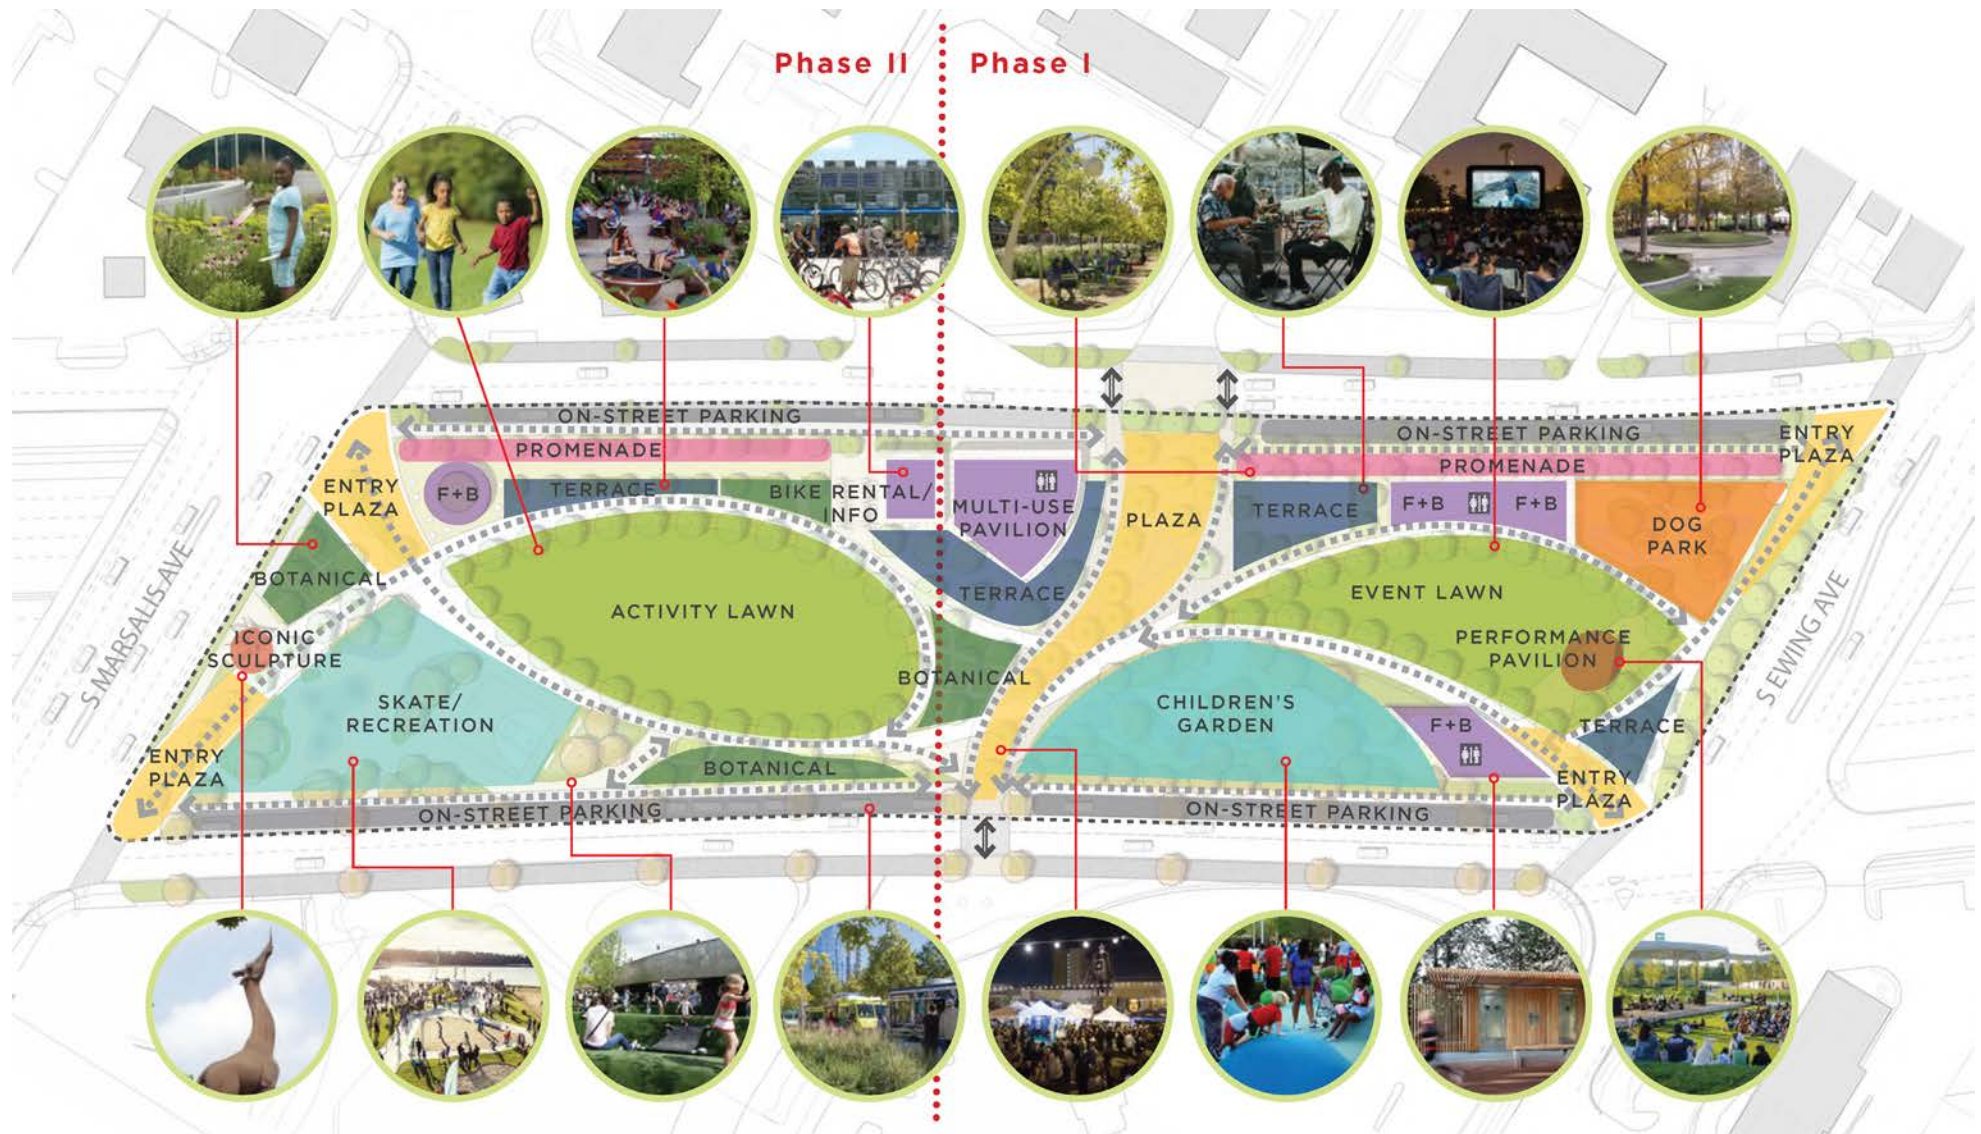 Phase II
Phase I
ON-STREET PARKING
PROMENADE
ENTRY
PLAZA
F+B
TERRACE
BIKE RENTAL/
INFO
MULTI-USE
PAVILION
PLAZA
ON-STREET PARKING
PROMENADE
ENTRY
PLAZA
TERRACE
F+B
F+B
DOG
PARK
BOTANICAL
ACTIVITY LAWN
TERRACE
EVENT LAWN
ICONIC
SCULPTURE
PERFORMANCE
PAVILION
S MARSALIS AVE
S EWING AVE
BOTANICAL
SKATE/
RECREATION
CHILDREN'S
GARDEN
F+B
TERRACE
ENTRY
PLAZA
BOTANICAL
ENTRY
PLAZA
ON-STREET PARKING
ON-STREET PARKING